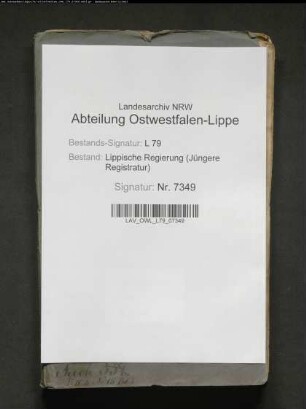 Landesarchiv NRW
Abteilung Ostwestfalen-Lippe
Bestands-Signatur: L 79
Bestand: Lippische Regierung (Jüngere
Registratur)
Signatur: Nr. 7349
LAV_OWL_L79_07349